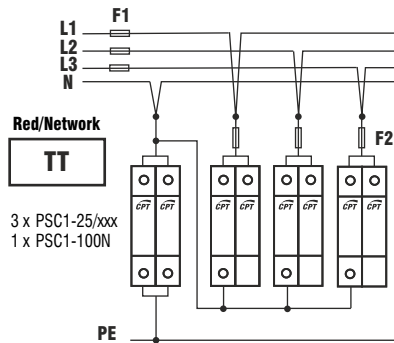 F1
L1
L2
L3
N
Red/Network
TT
F2
CPT CPT CPT CPT CPT CPT CPT CPT
3 x PSC1-25/xxx
1 x PSC1-100N
PE